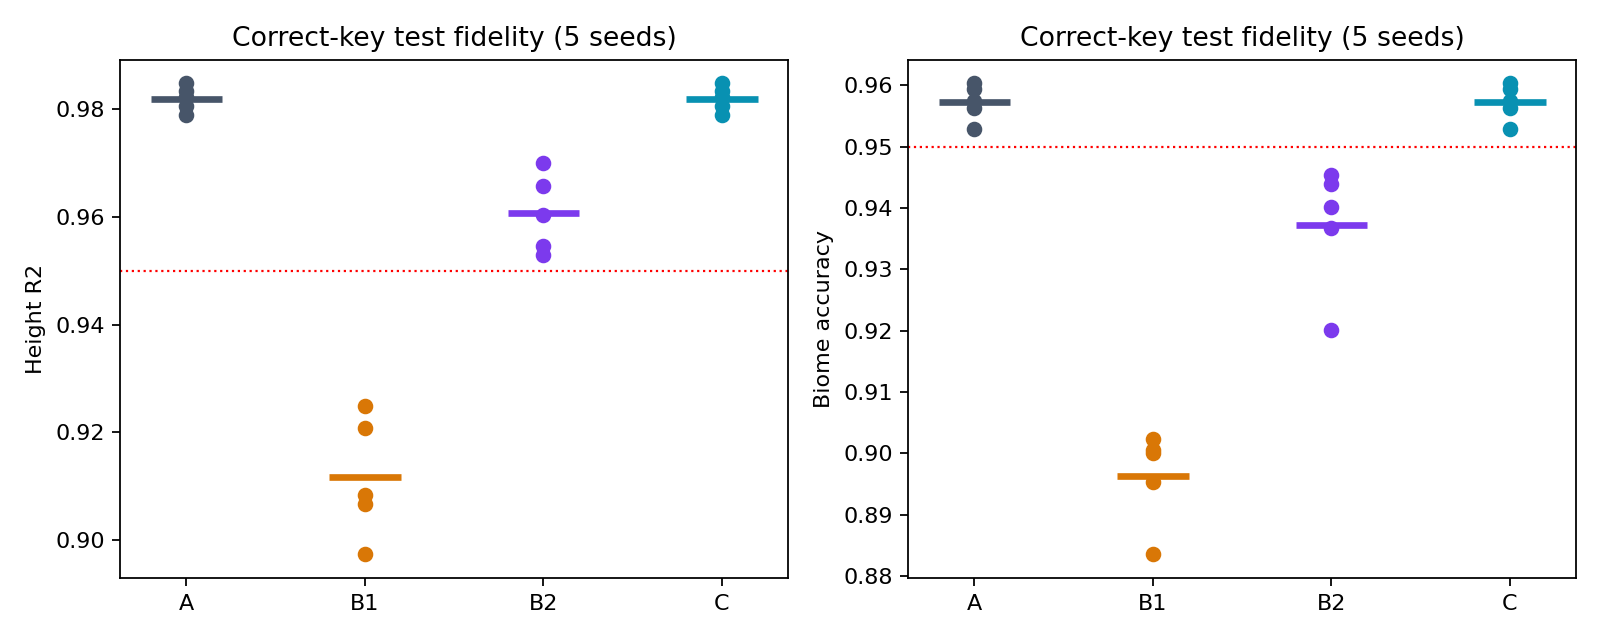 Correct-key test fidelity (5 seeds)
Height R2
0.98
0.96
0.94
0.92
0.90
A B1 B2 C
Correct-key test fidelity (5 seeds)
Biome accuracy
0.96
0.95
0.94
0.93
0.92
0.91
0.90
0.89
0.88
A B1 B2 C